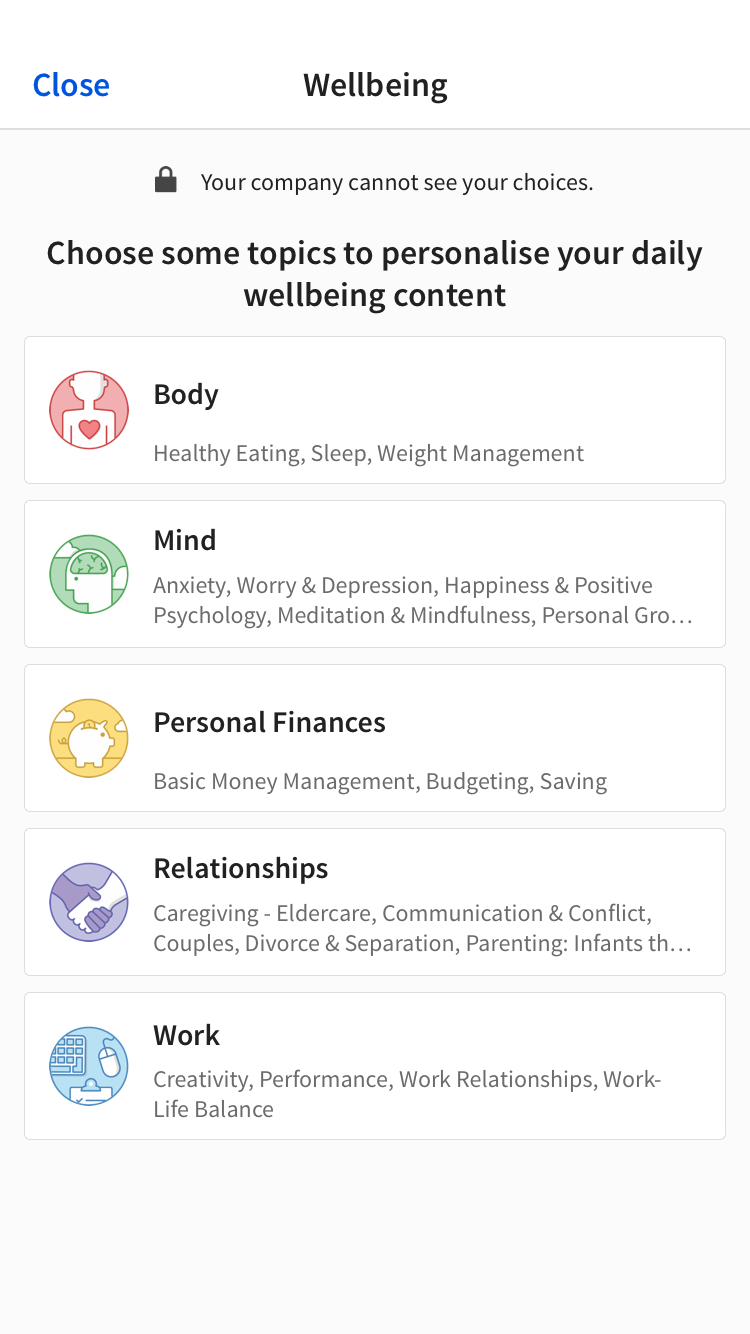 Close
Wellbeing
Your company cannot see your choices.
Choose some topics to personalise your daily
wellbeing content
Body
Healthy Eating, Sleep, Weight Management
Mind
Anxiety, Worry & Depression, Happiness & Positive
Psychology, Meditation & Mindfulness, Personal Gro…
Personal Finances
Basic Money Management, Budgeting, Saving
Relationships
Caregiving - Eldercare, Communication & Conflict,
Couples, Divorce & Separation, Parenting: Infants th…
Work
Creativity, Performance, Work Relationships, Work-
Life Balance